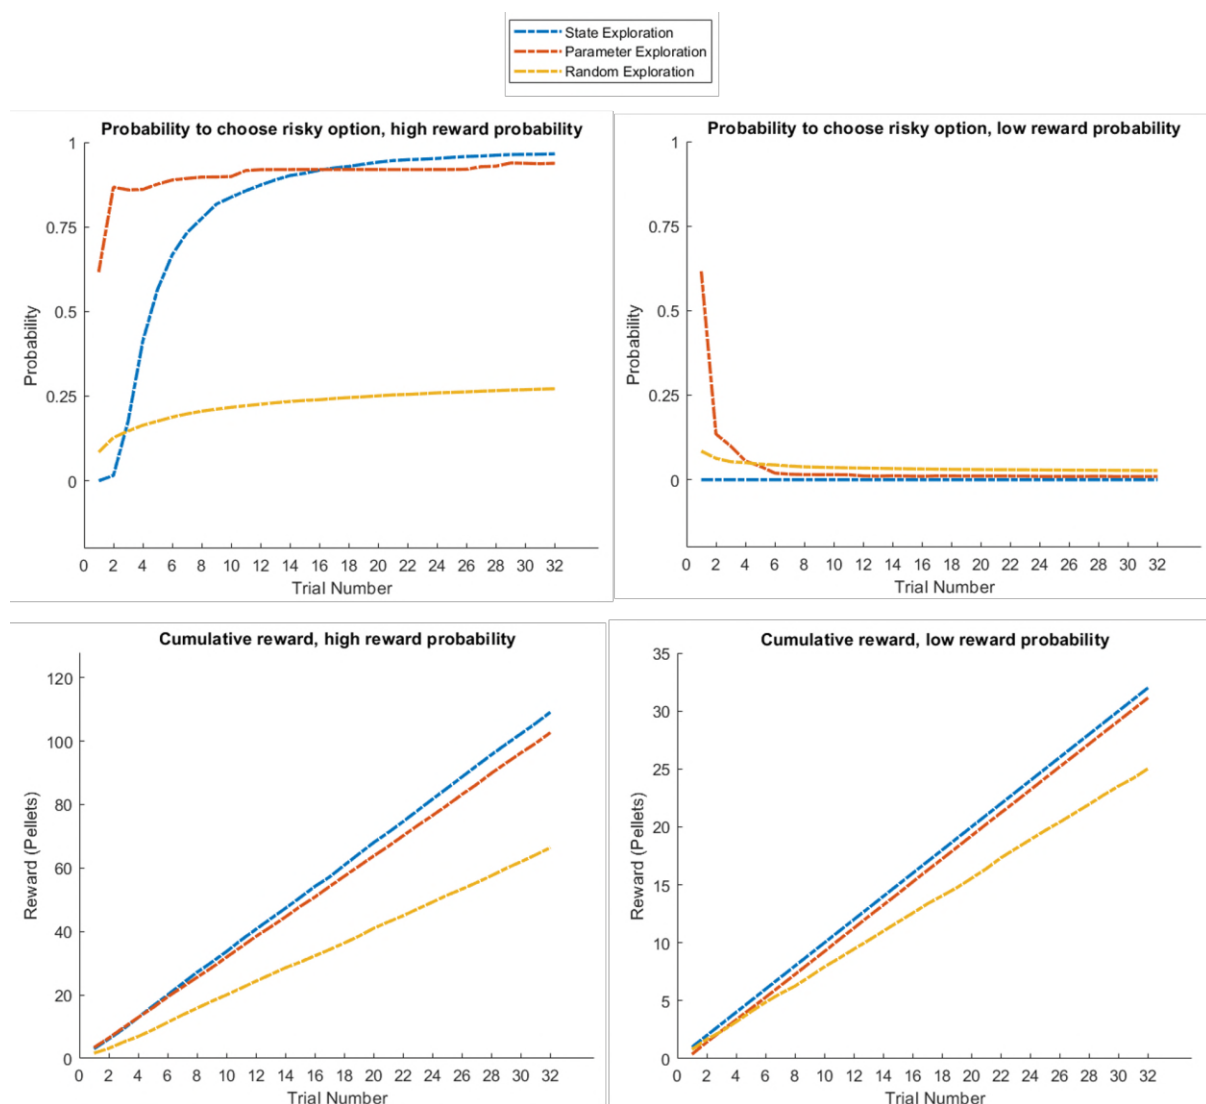 State Exploration
Parameter Exploration
Random Exploration
Probability to choose risky option, high reward probability
1
0.75
0.5
0.25
0
Probability
0 2 4 6 8 10 12 14 16 18 20 22 24 26 28 30 32
Trial Number
Probability to choose risky option, low reward probability
1
0.75
0.5
0.25
0
Probability
0 2 4 6 8 10 12 14 16 18 20 22 24 26 28 30 32
Trial Number
Cumulative reward, high reward probability
120
100
80
60
40
20
0
Reward (Pellets)
0 2 4 6 8 10 12 14 16 18 20 22 24 26 28 30 32
Trial Number
Cumulative reward, low reward probability
35
30
25
20
15
10
5
0
Reward (Pellets)
0 2 4 6 8 10 12 14 16 18 20 22 24 26 28 30 32
Trial Number